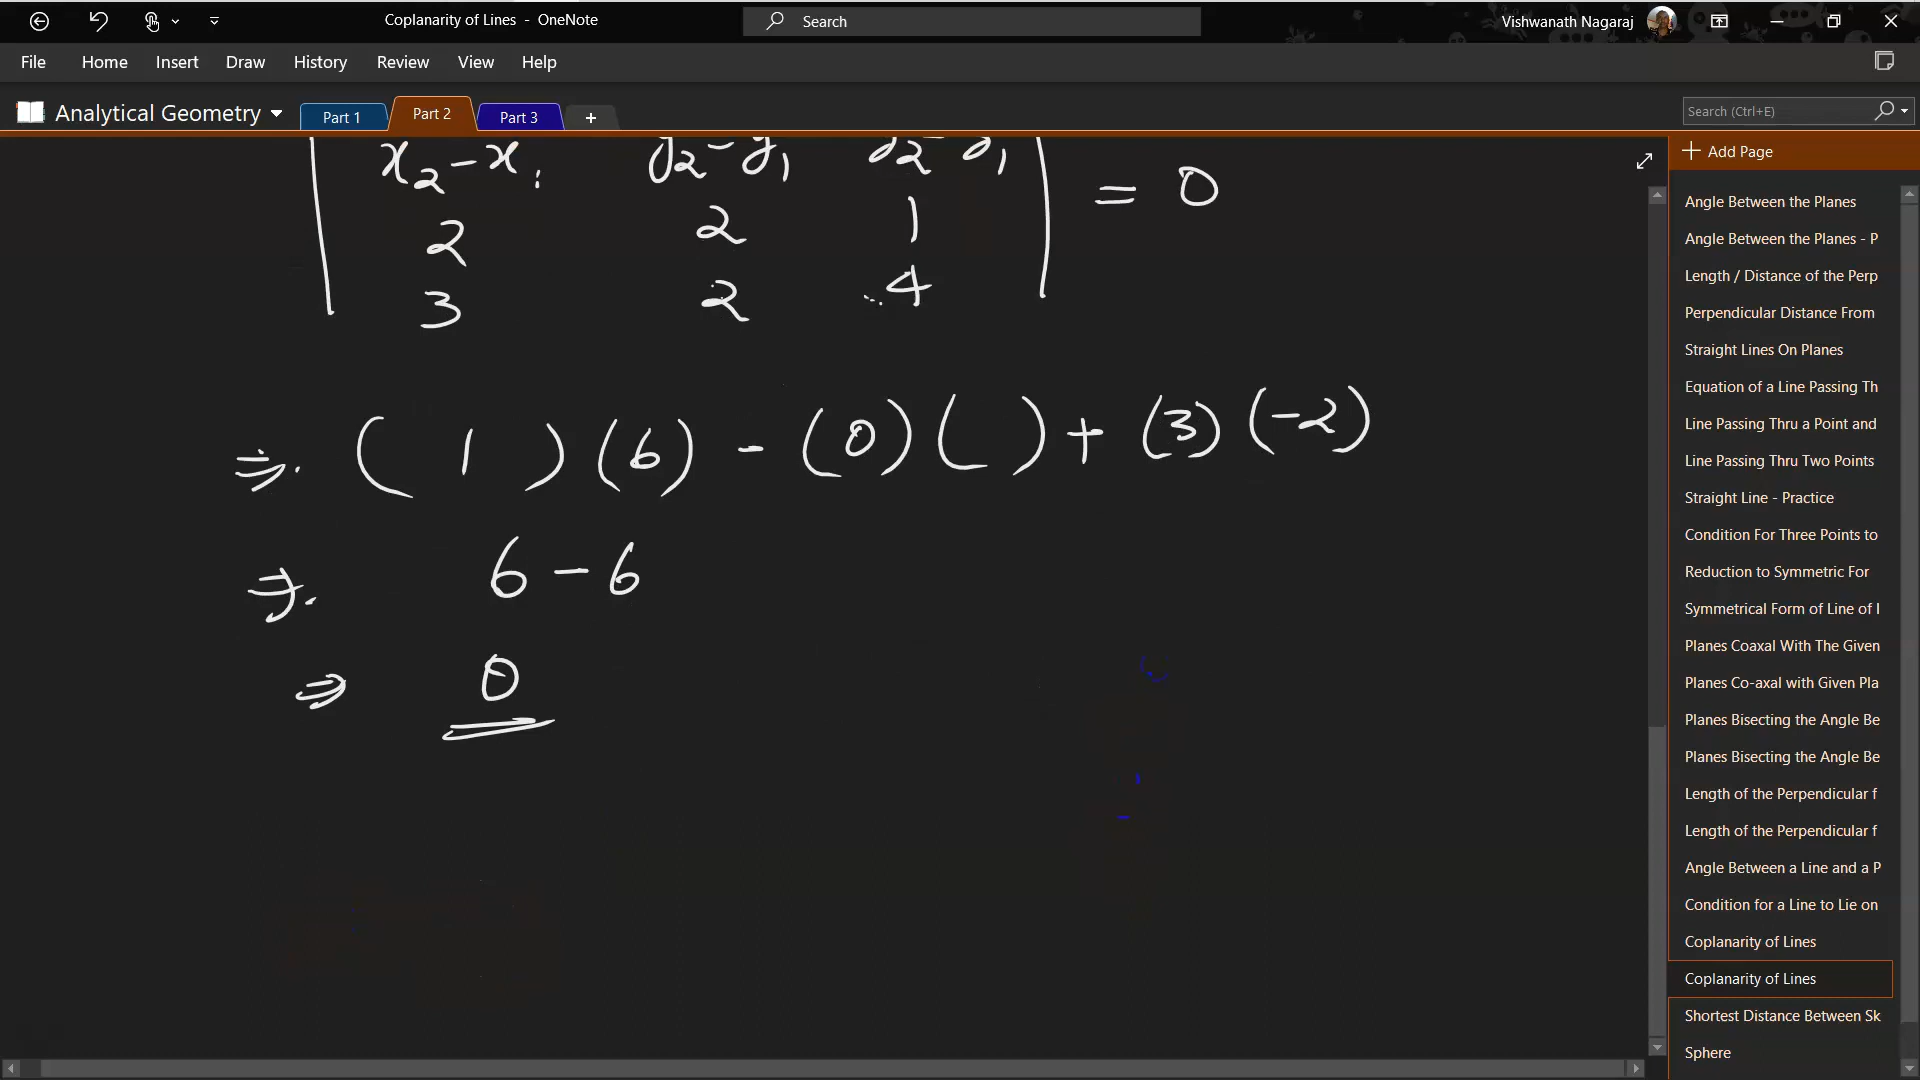 Coplanarity of Lines - OneNote
Search
Vishwanath Nagaraj
File Home Insert Draw History Review View Help
Analytical Geometry
Part 1
Part 2
Part 3
+
Search (Ctrl+E)
x₂-x₁ y₂-y₁ = 0
2 2 1
3 2 4
⇒ (1)(6) - (0)( ) + (3)(-2)
⇒ 6-6
⇒ 0
+ Add Page
Angle Between the Planes
Angle Between the Planes - P
Length / Distance of the Perp
Perpendicular Distance From
Straight Lines On Planes
Equation of a Line Passing Th
Line Passing Thru a Point and
Line Passing Thru Two Points
Straight Line - Practice
Condition For Three Points to
Reduction to Symmetric For
Symmetrical Form of Line of I
Planes Coaxal With The Given
Planes Co-axal with Given Pla
Planes Bisecting the Angle Be
Planes Bisecting the Angle Be
Length of the Perpendicular f
Length of the Perpendicular f
Angle Between a Line and a P
Condition for a Line to Lie on
Coplanarity of Lines
Coplanarity of Lines
Shortest Distance Between Sk
Sphere